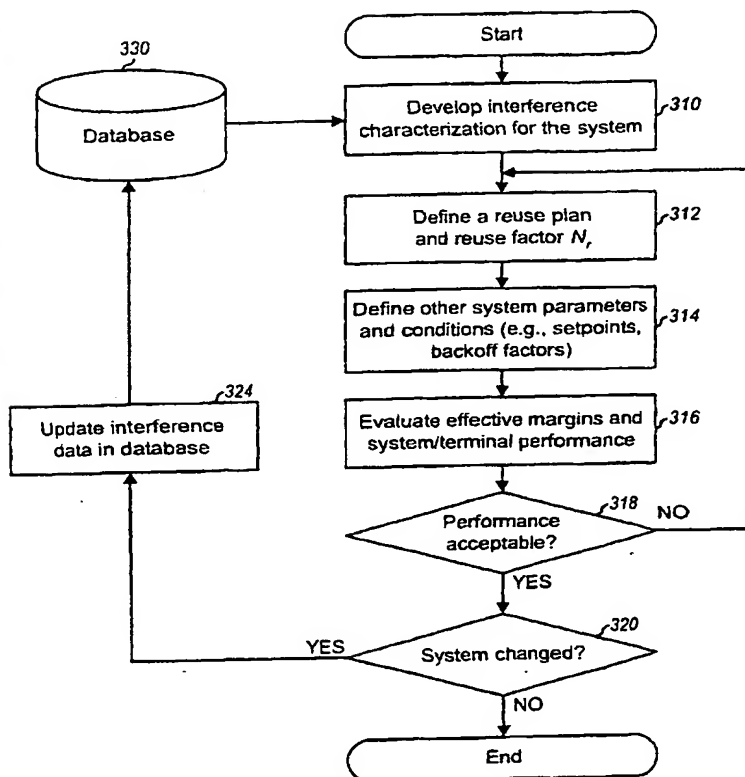 330
Database
Start
Develop interference
characterization for the system
310
Define a reuse plan
and reuse factor Nr
312
Define other system parameters
and conditions (e.g., setpoints,
backoff factors)
314
324
Update interference
data in database
Evaluate effective margins and
system/terminal performance
316
318
Performance
acceptable?
NO
YES
320
YES
System changed?
NO
End